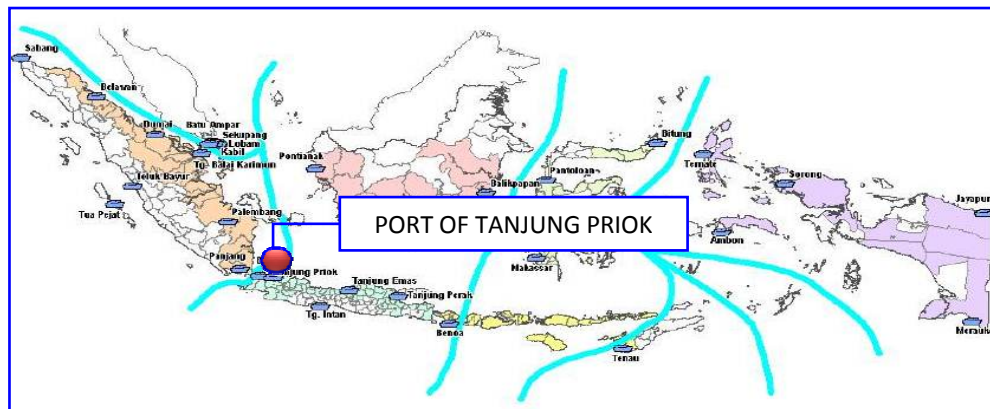 Sabang
Belawan
Dumai
Batu Ampar
Sekupang
Lobam
Kabil
Tg. Balai Karimun
Teluk Bayur
Tua Pejat
Palembang
Panjang
Pontianak
Balikpapan
Pantoloan
Bitung
Ternate
Sorong
Jayapur
PORT OF TANJUNG PRIOK
Ambon
Makassar
Tanjung Priok
Tanjung Emas
Tanjung Perak
Tg. Intan
Benoa
Tenau
Merauk